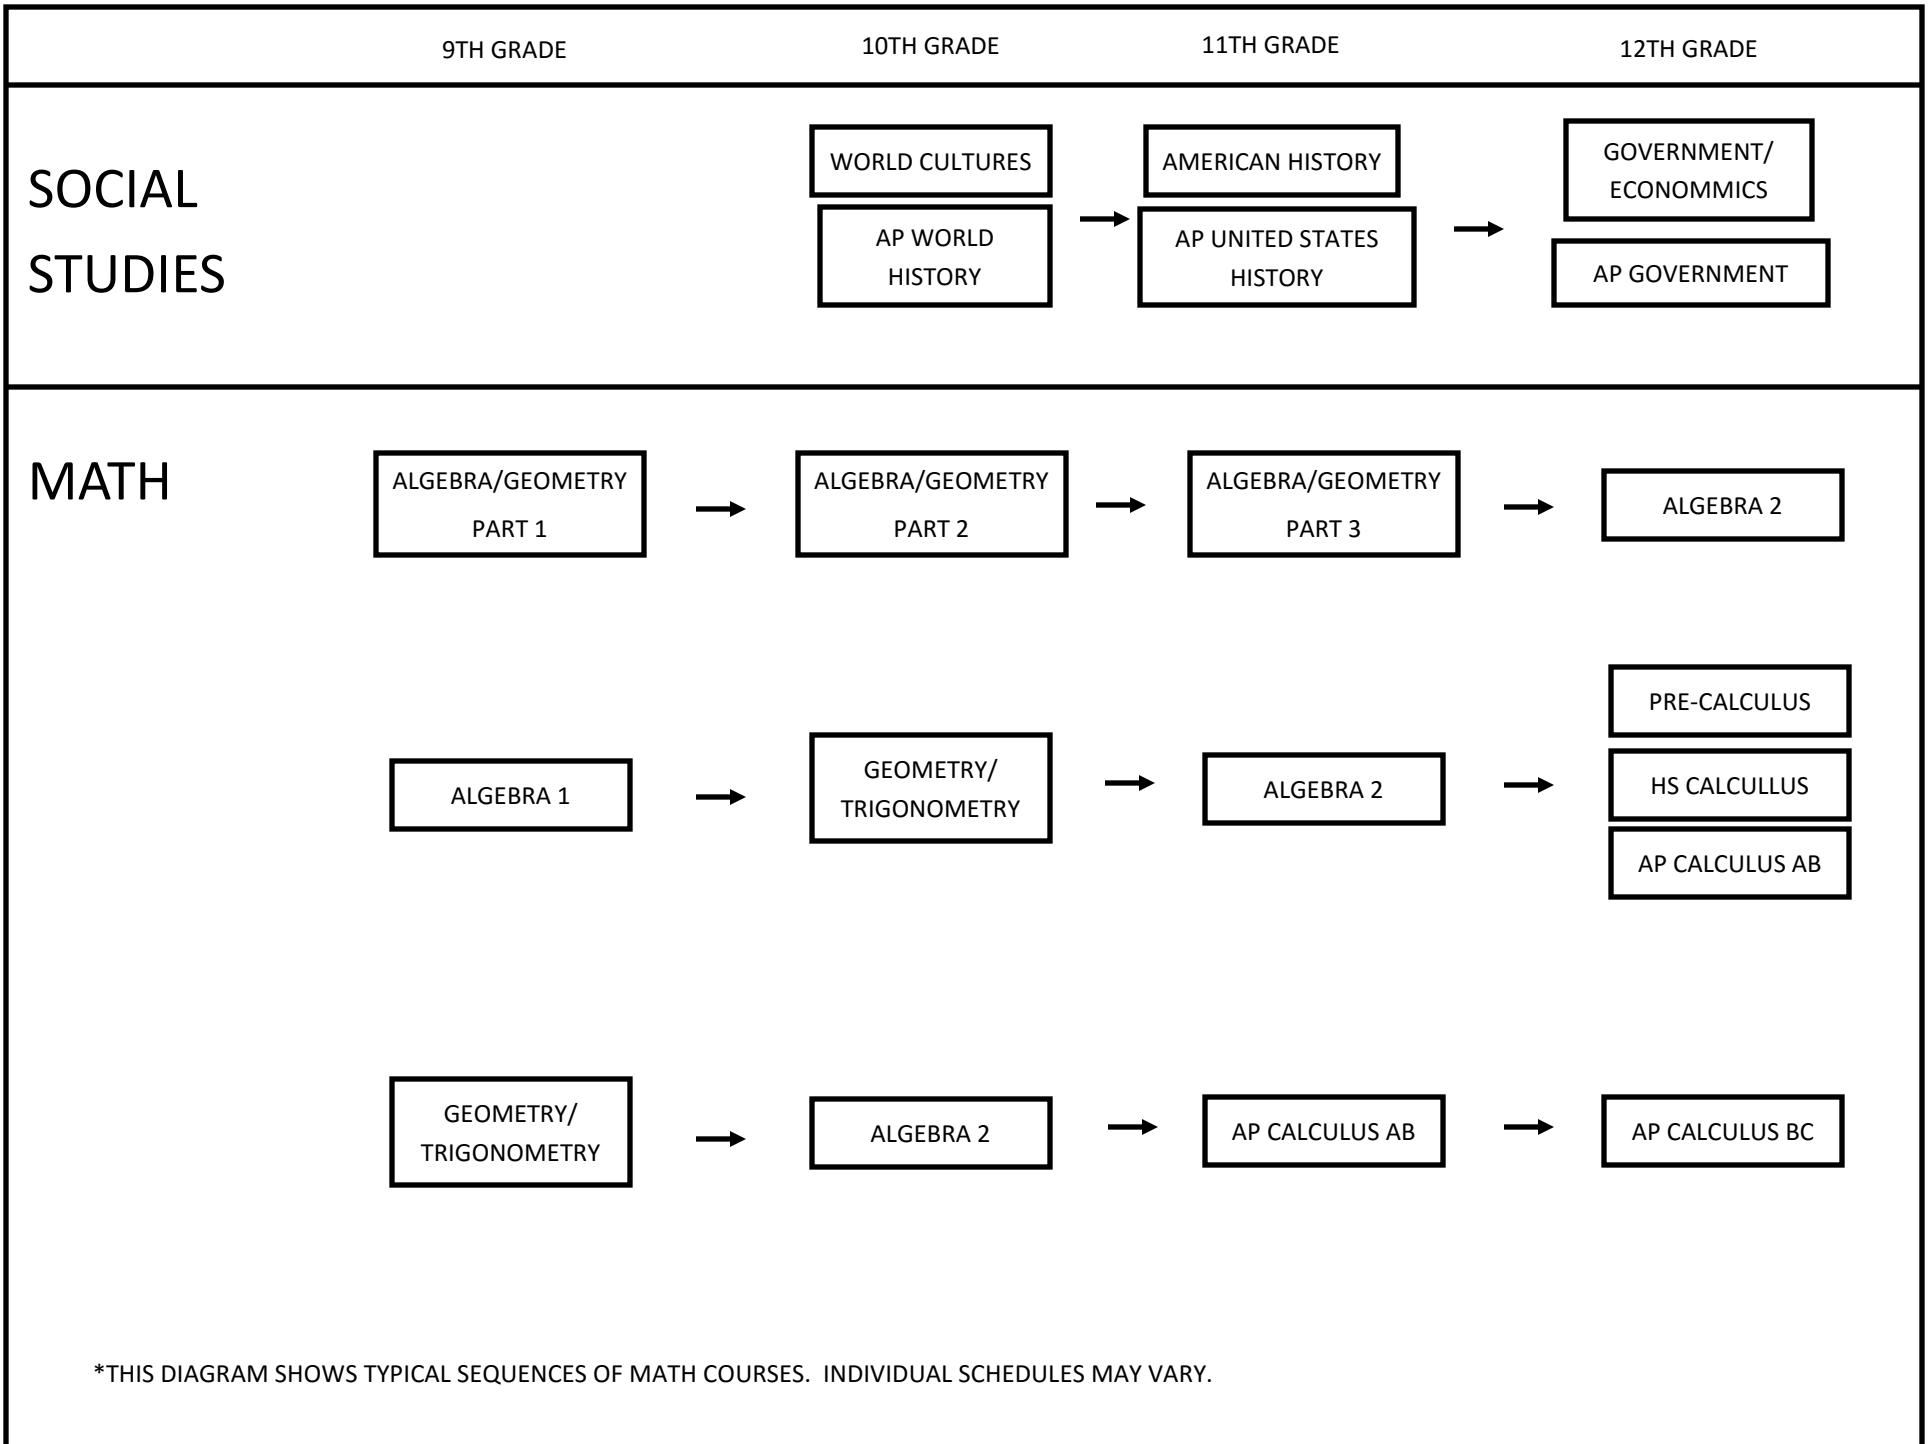 9TH GRADE
10TH GRADE
11TH GRADE
12TH GRADE
SOCIAL
STUDIES
WORLD CULTURES
AP WORLD
HISTORY
AMERICAN HISTORY
AP UNITED STATES
HISTORY
GOVERNMENT/
ECONOMMICS
AP GOVERNMENT
MATH
ALGEBRA/GEOMETRY
PART 1
ALGEBRA/GEOMETRY
PART 2
ALGEBRA/GEOMETRY
PART 3
ALGEBRA 2
ALGEBRA 1
GEOMETRY/
TRIGONOMETRY
ALGEBRA 2
PRE-CALCULUS
HS CALCULLUS
AP CALCULUS AB
GEOMETRY/
TRIGONOMETRY
ALGEBRA 2
AP CALCULUS AB
AP CALCULUS BC
*THIS DIAGRAM SHOWS TYPICAL SEQUENCES OF MATH COURSES.  INDIVIDUAL SCHEDULES MAY VARY.